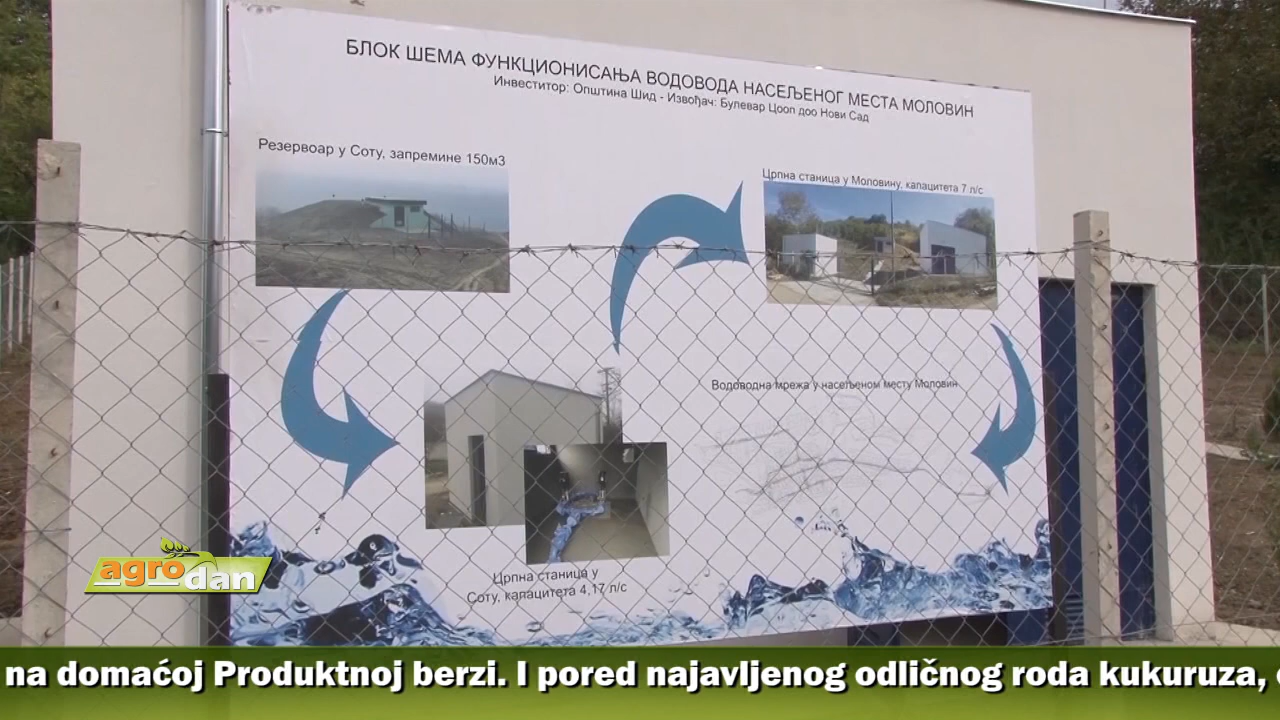 БЛОК ШЕМА ФУНКЦИОНИСАЊА ВОДОВОДА НАСЕЉЕНОГ МЕСТА МОЛОВИН
Инвеститор: Општина Шид - Извођач: Булевар Цооп доо Нови Сад
Резервоар у Соту, запремине 150м3
Црпна станица у Моловину, капацитета 7 л/с
Водоводна мрежа у насељеном месту Моловин
Црпна станица у
Соту, капацитета 4,17 л/с
agro
dan
na domaćoj Produktnoj berzi. I pored najavljenog odličnog roda kukuruza,